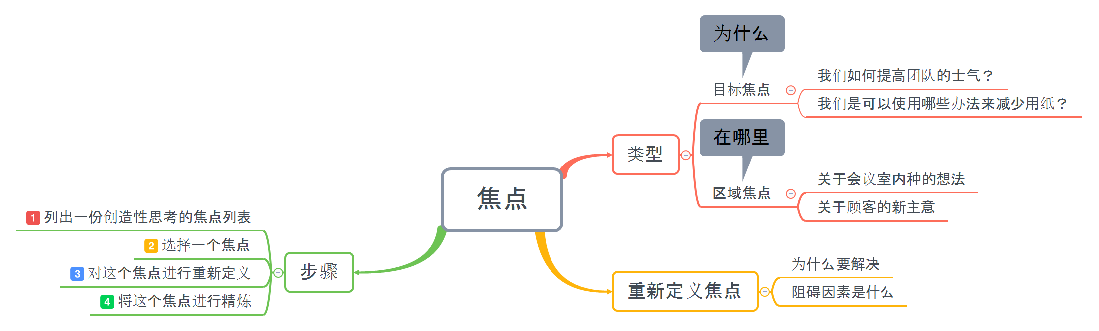 焦点
类型
为什么
目标焦点
我们如何提高团队的士气？
我们是可以使用哪些办法来减少用纸？
在哪里
区域焦点
关于会议室内种的想法
关于顾客的新主意
重新定义焦点
为什么要解决
阻碍因素是什么
步骤
1 列出一份创造性思考的焦点列表
2 选择一个焦点
3 对这个焦点进行重新定义
4 将这个焦点进行精炼